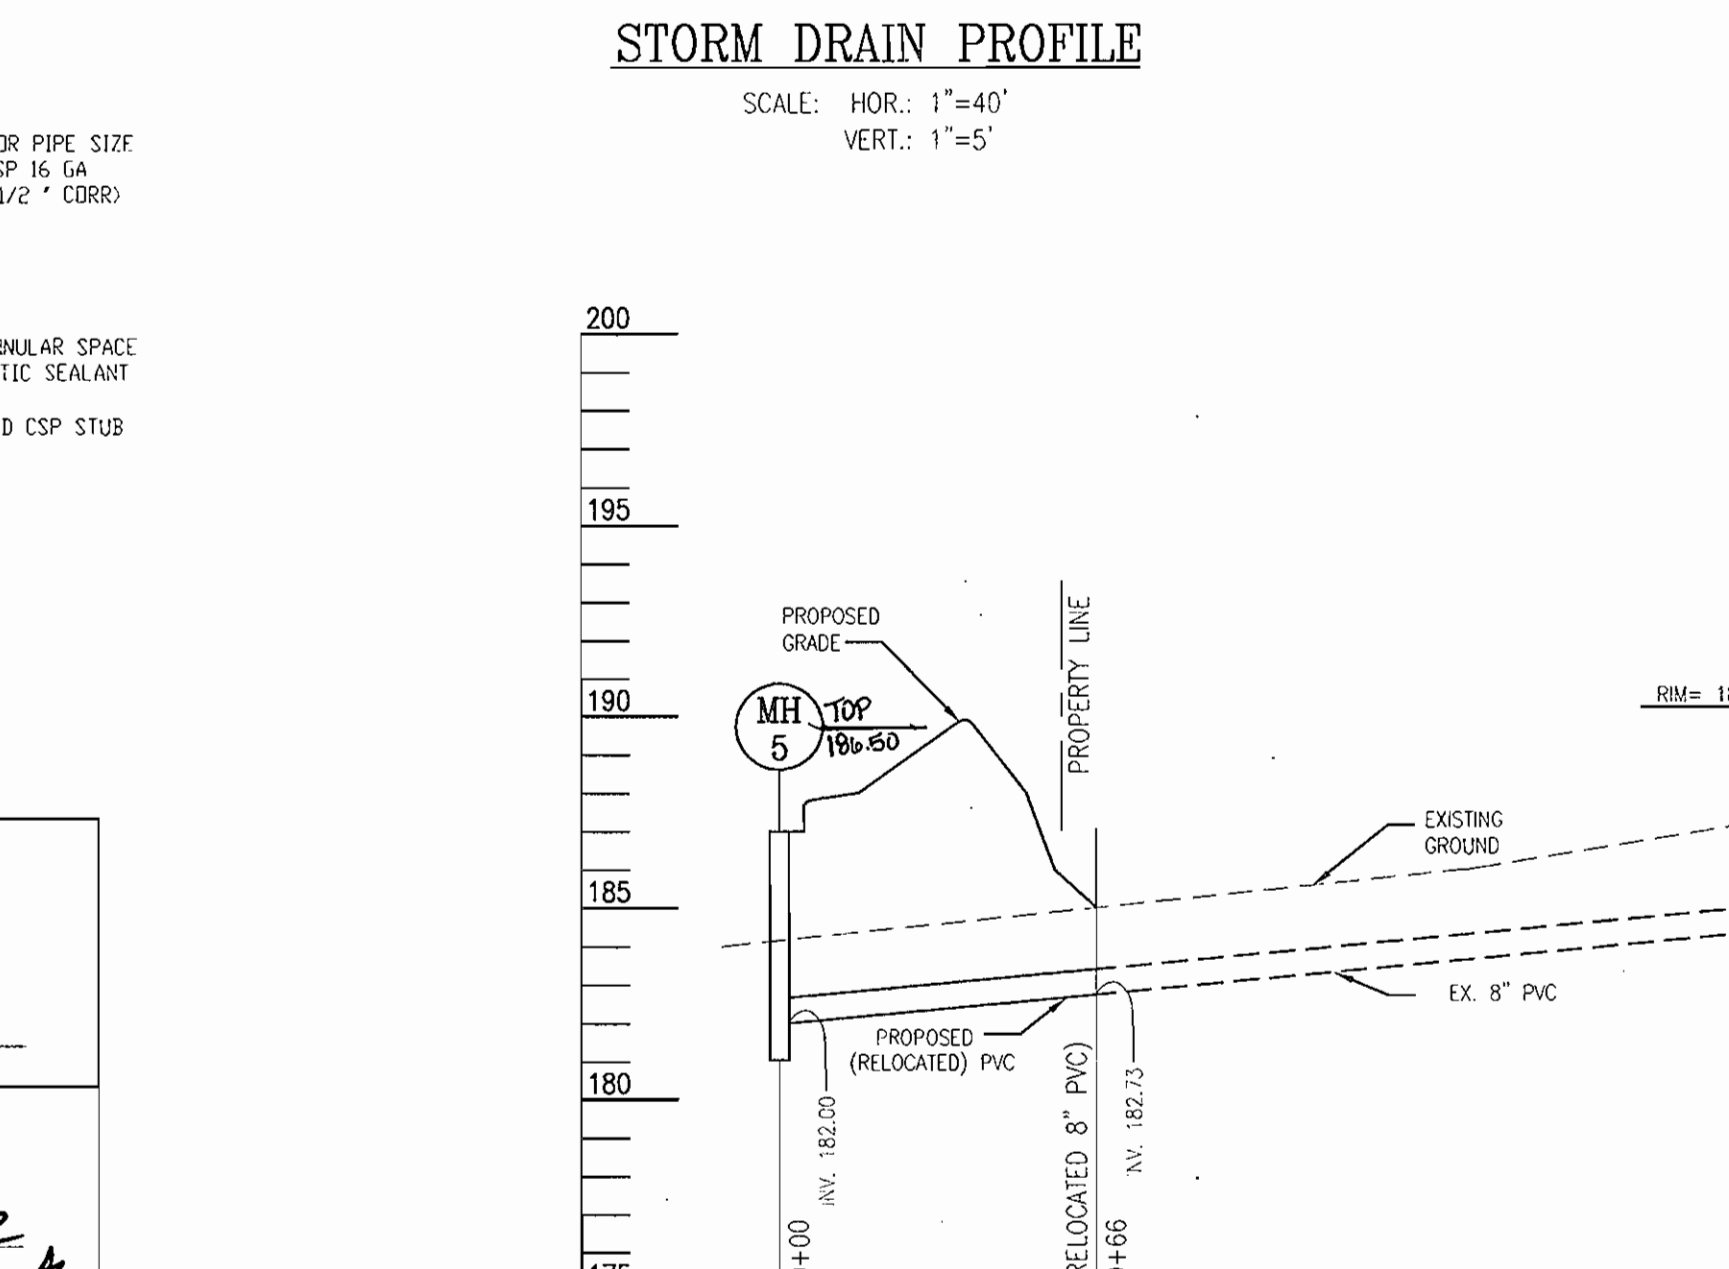 STORM DRAIN PROFILE
SCALE: HOR.: 1"=40'
VERT.: 1"=5'
OR PIPE SIZE
SP 16 GA
1/2 ' CORR)
NULAR SPACE
TIC SEALANT
D CSP STUB
200
195
190
185
180
175
PROPOSED
GRADE
MH
5
TOP
186.50
PROPERTY LINE
RIM= 18
EXISTING
GROUND
EX. 8" PVC
PROPOSED
(RELOCATED) PVC
INV. 182.00
NV. 182.73
RELOCATED 8" PVC)
+00
+66